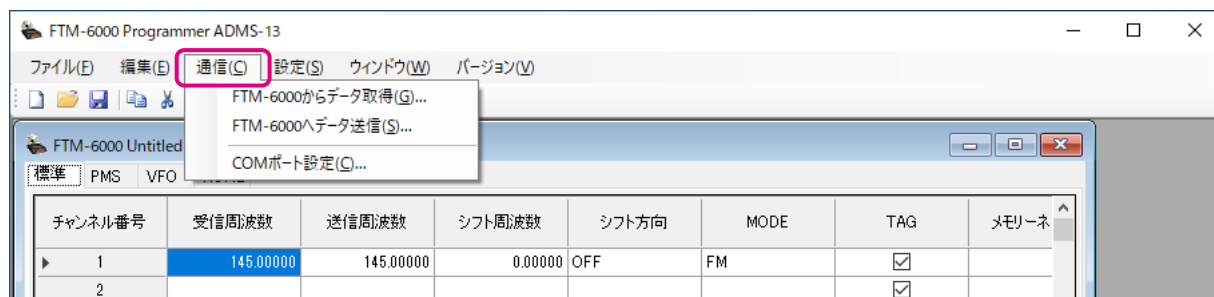 FTM-6000 Programmer ADMS-13
ファイル(F) 編集(E) 通信(C) 設定(S) ウィンドウ(W) バージョン(V)
FTM-6000からデータ取得(G)...
FTM-6000へデータ送信(S)...
COMポート設定(C)...
FTM-6000 Untitled
標準 PMS VFO
チャンネル番号 受信周波数 送信周波数 シフト周波数 シフト方向 MODE TAG メモリーネ
1 145.00000 145.00000 0.00000 OFF FM
2